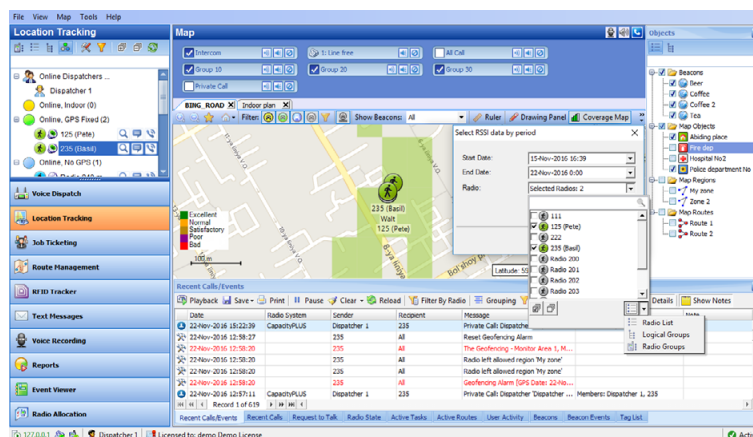 File View Map Tools Help
Location Tracking
Map
Objects
Intercom
1: Line free
All Call
Group 10
Group 20
Group 30
Private Call
Online Dispatchers ...
Dispatcher 1
Online, Indoor (0)
Online, GPS Fixed (2)
125 (Pete)
235 (Basil)
Online, No GPS (1)
BING_ROAD X Indoor plan X
Filter: Show Beacons: All Ruler Drawing Panel Coverage Map
Select RSSI data by period
Start Date: 15-Nov-2016 16:39
End Date: 22-Nov-2016 0:00
Radio: Selected Radios: 2
111
125 (Pete)
222
235 (Basil)
Radio 200
Radio 201
Radio 202
Radio 203
Radio List
Logical Groups
Radio Groups
235 (Basil)
Walt
125 (Pete)
Excellent
Normal
Satisfactory
Poor
Bad
100 m
Latitude: 59
Beacons
Beer
Coffee
Coffee 2
Tea
Map Objects
Abiding place
Fire dep
Hospital No2
Police department No
Map Regions
My zone
Zone 2
Map Routes
Route 1
Route 2
Voice Dispatch
Location Tracking
Job Ticketing
Route Management
RFID Tracker
Text Messages
Voice Recording
Reports
Event Viewer
Radio Allocation
Recent Calls/Events
Playback Save Print Pause Clear Reload Filter By Radio Grouping Details Show Notes
Date Radio System Sender Recipient Message Note
22-Nov-2016 15:22:39 CapacityPLUS Dispatcher 1 235 Private Call: Dispatche
22-Nov-2016 12:58:27 235 All Reset Geofencing Alarm
22-Nov-2016 12:58:20 235 All The Geofencing - Monitor Area 1, M...
22-Nov-2016 12:58:20 235 All Radio left allowed region 'My zone'
22-Nov-2016 12:58:20 235 All Radio left allowed region 'My zone'
22-Nov-2016 12:58:20 235 All Geofencing Alarm [GPS Date: 22-No...
22-Nov-2016 12:57:11 CapacityPLUS Dispatcher 1 235 Private Call: Dispatcher 'Dispatcher ... Members: Dispatcher 1, 235
Record 1 of 619
Recent Calls/Events Recent Calls Request to Talk Radio State Active Tasks Active Routes User Activity Beacons Beacon Events Tag List
127.0.0.1 Dispatcher 1 Licensed to: demo Demo License Acti